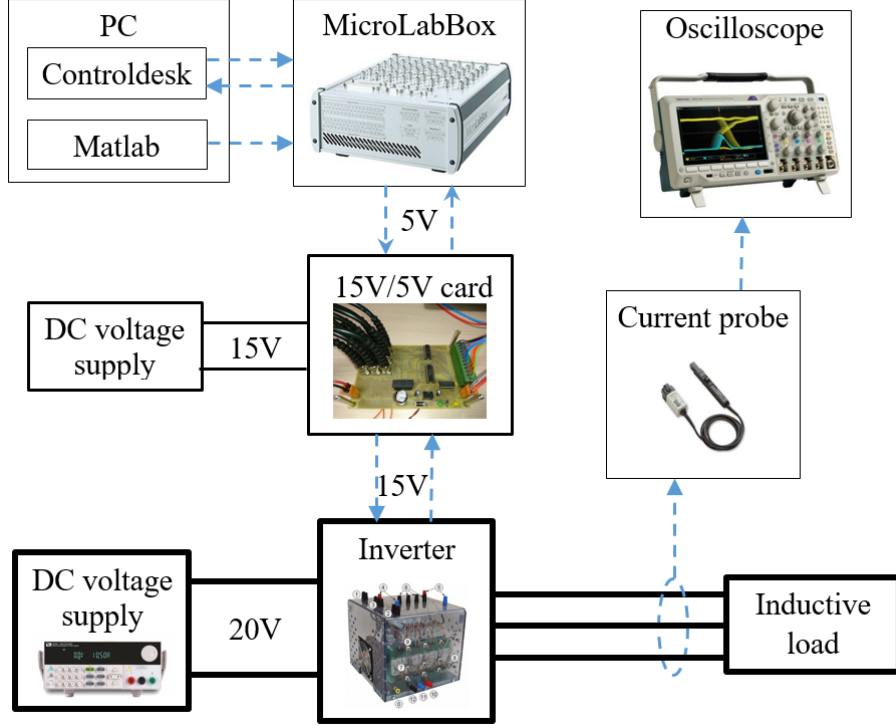 PC
Controldesk
Matlab
MicroLabBox
Oscilloscope
5V
15V/5V card
DC voltage
supply
15V
Current probe
15V
Inverter
DC voltage
supply
20V
Inductive
load